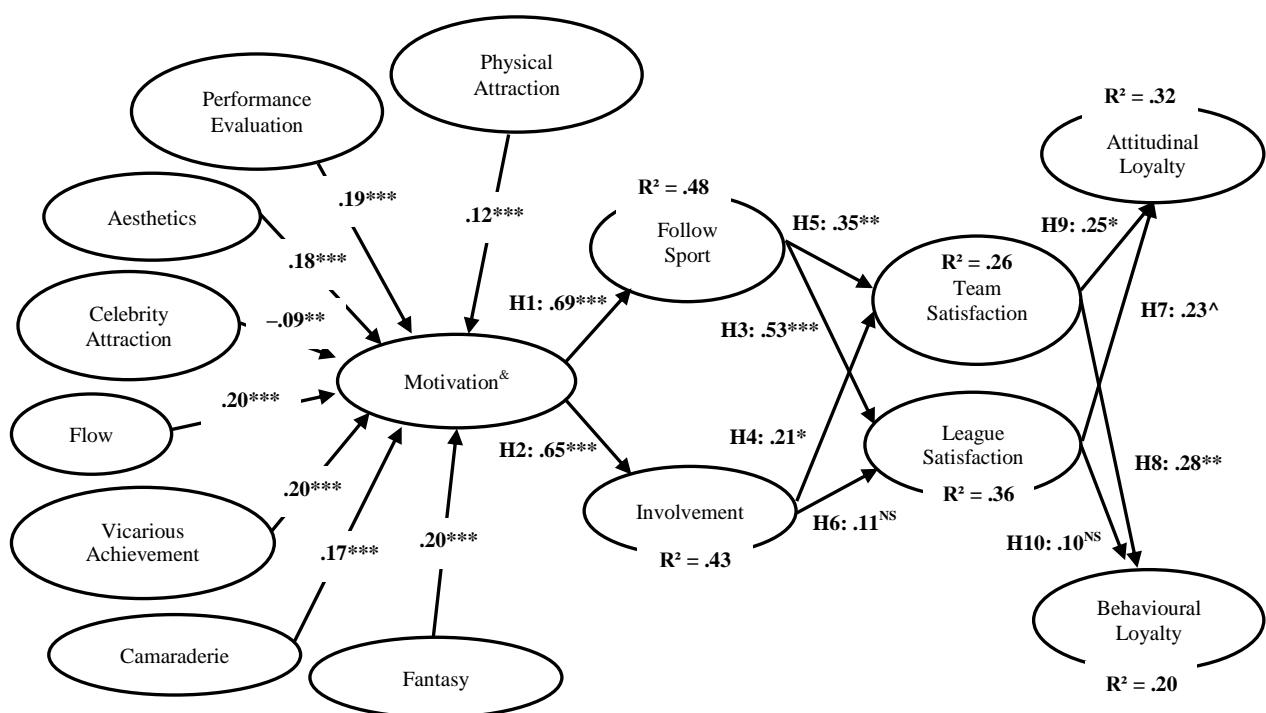 Physical
Attraction
Performance
Evaluation
R² = .32
Attitudinal
Loyalty
Aesthetics
.19***
.12***
R² = .48
Follow
Sport
H5: .35**
H9: .25*
R² = .26
Team
Satisfaction
.18***
Celebrity
Attraction
–.09**
H1: .69***
H3: .53***
H7: .23^
Motivation&
Flow
.20***
H2: .65***
H4: .21*
League
Satisfaction
R² = .36
H8: .28**
Vicarious
Achievement
.20***
.17***
.20***
Involvement
R² = .43
H6: .11NS
H10: .10NS
Behavioural
Loyalty
R² = .20
Camaraderie
Fantasy